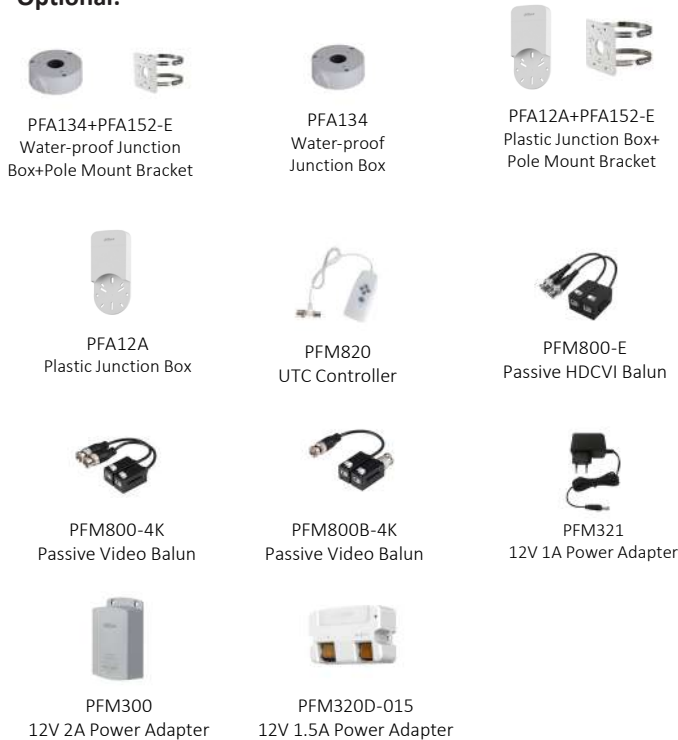 Optional:
PFA134+PFA152-E
Water-proof Junction
Box+Pole Mount Bracket
PFA134
Water-proof
Junction Box
PFA12A+PFA152-E
Plastic Junction Box+
Pole Mount Bracket
PFA12A
Plastic Junction Box
PFM820
UTC Controller
PFM800-E
Passive HDCVI Balun
PFM800-4K
Passive Video Balun
PFM800B-4K
Passive Video Balun
PFM321
12V 1A Power Adapter
PFM300
12V 2A Power Adapter
PFM320D-015
12V 1.5A Power Adapter